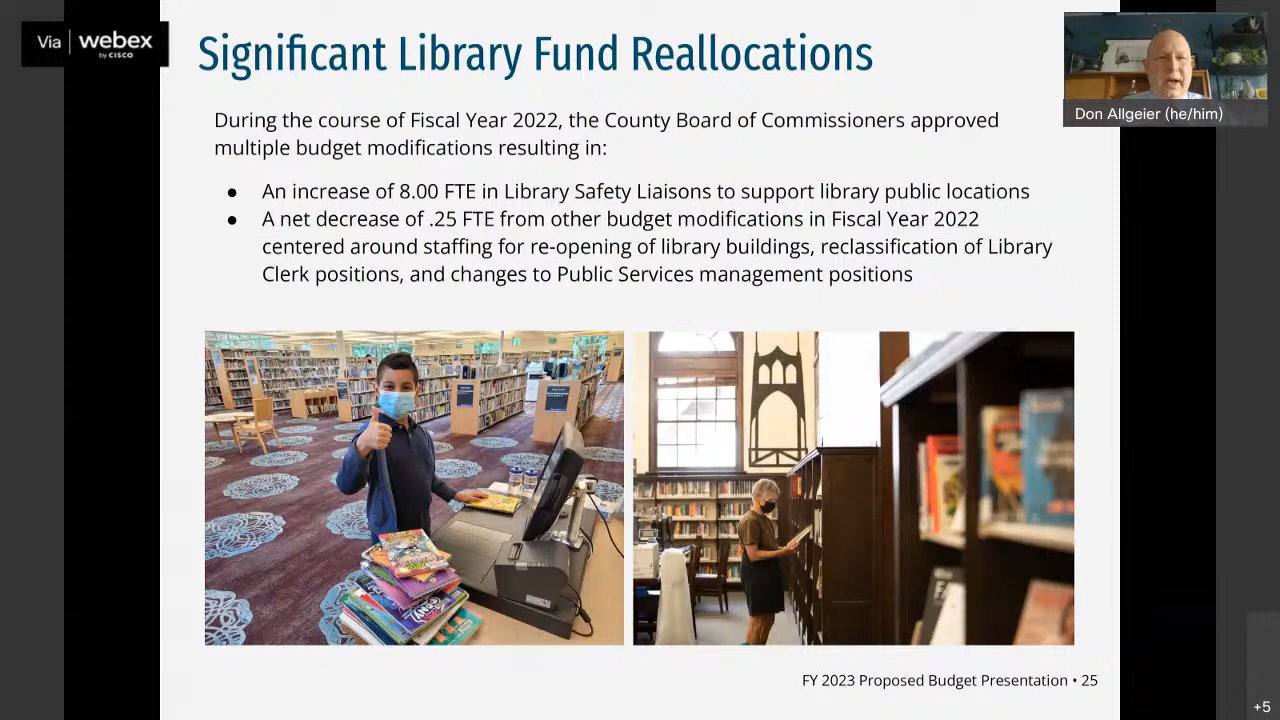 Via webex
by CISCO
Significant Library Fund Reallocations
Don Allgeier (he/him)
During the course of Fiscal Year 2022, the County Board of Commissioners approved
multiple budget modifications resulting in:
● An increase of 8.00 FTE in Library Safety Liaisons to support library public locations
● A net decrease of .25 FTE from other budget modifications in Fiscal Year 2022
centered around staffing for re-opening of library buildings, reclassification of Library
Clerk positions, and changes to Public Services management positions
FY 2023 Proposed Budget Presentation • 25
+5